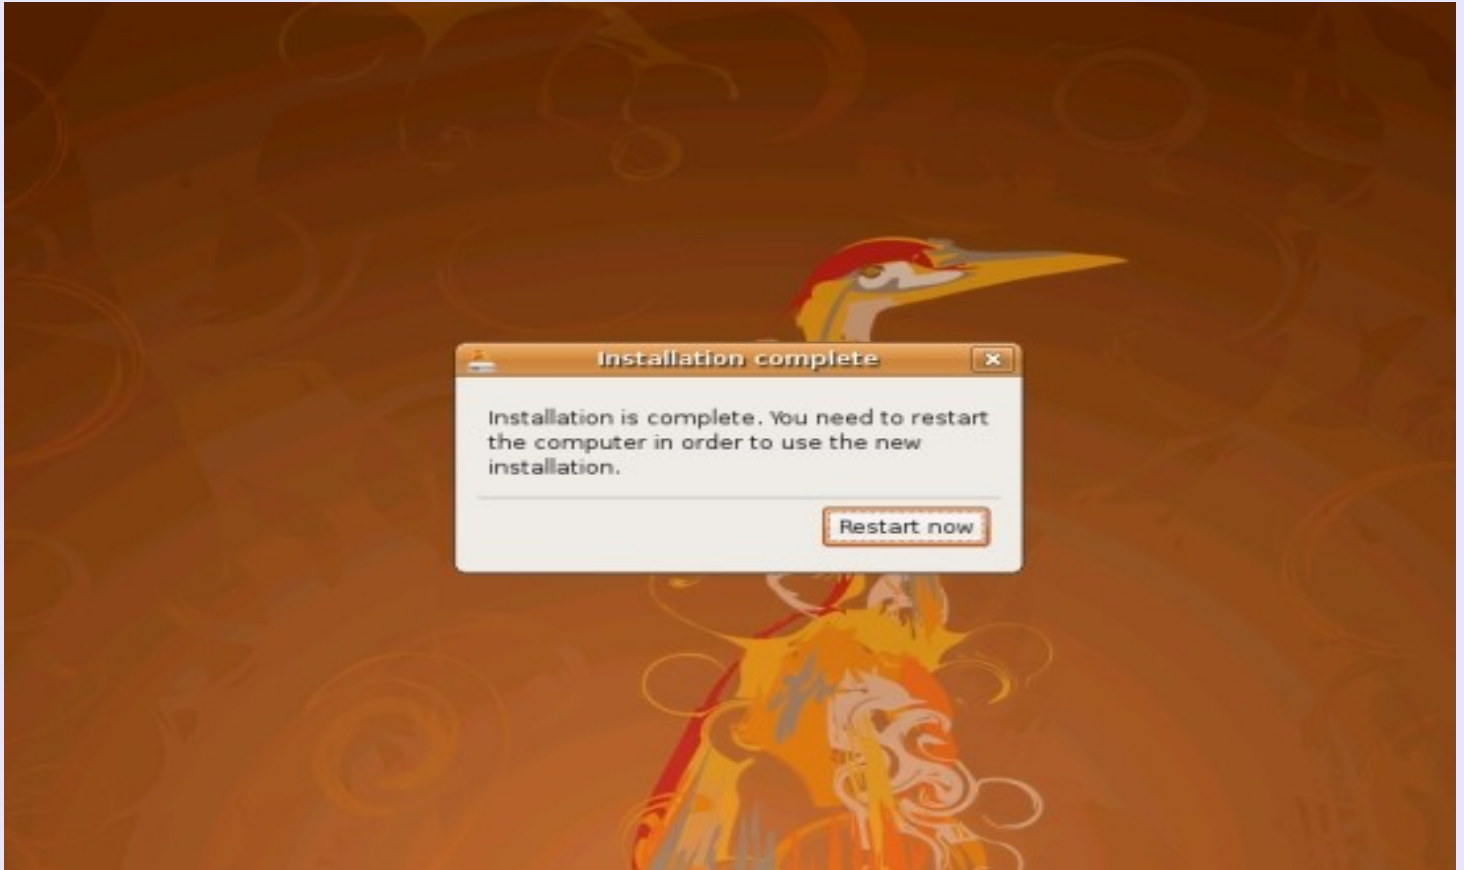 Installation complete
Installation is complete. You need to restart
the computer in order to use the new
installation.
Restart now